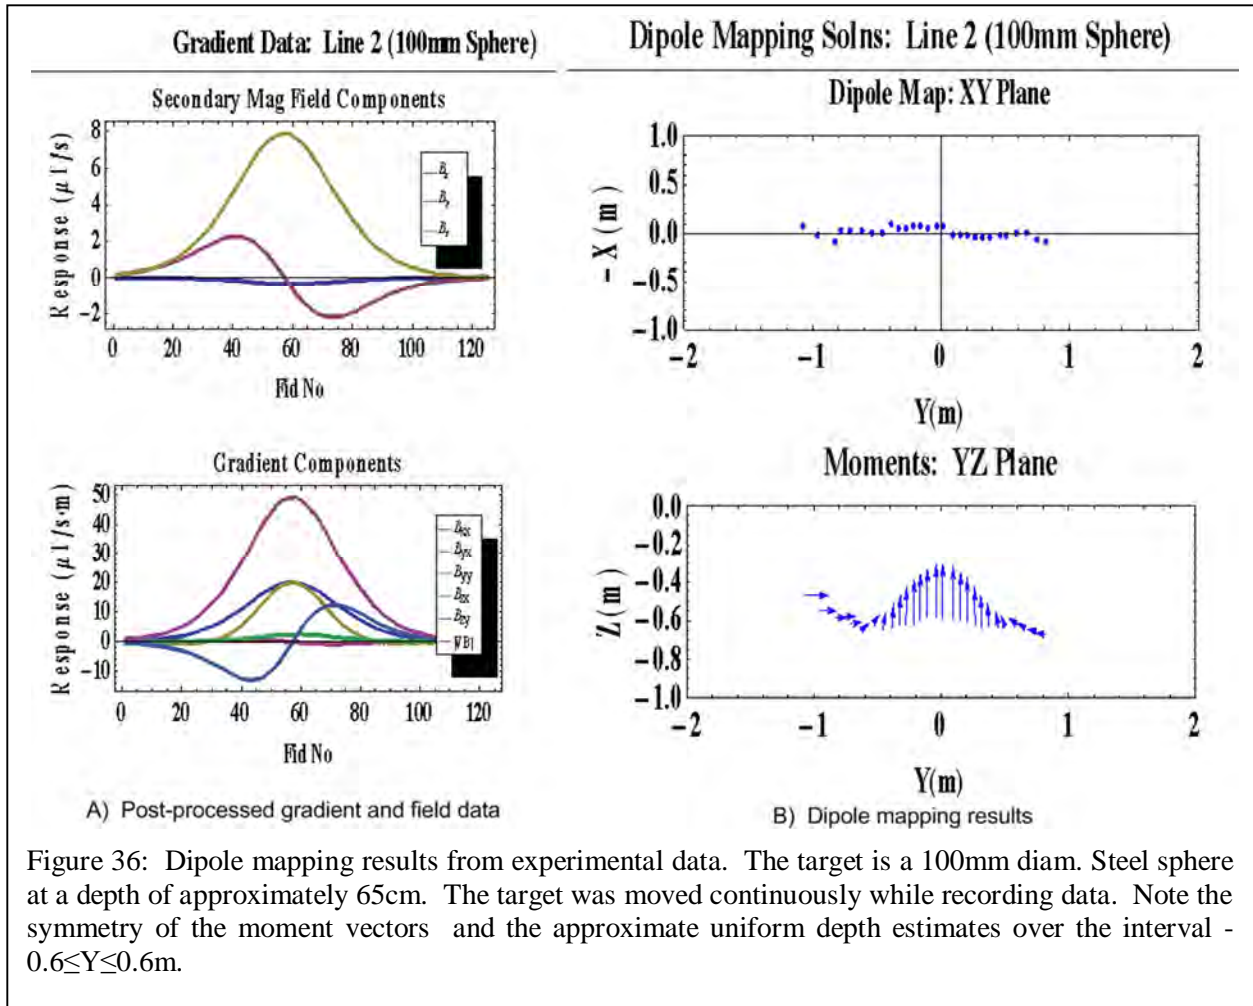 Gradient Data: Line 2 (100mm Sphere)
Secondary Mag Field Components
Response (μT/s)
8
6
4
2
0
−2
0 20 40 60 80 100 120
Fid No
Gradient Components
Response (μT/s·m)
50
40
30
20
10
0
−10
B_xx
B_yx
B_yy
B_zx
B_zy
0 20 40 60 80 100 120
Fid No
A) Post-processed gradient and field data
Dipole Mapping Solns: Line 2 (100mm Sphere)
Dipole Map: XY Plane
− X (m)
1.0
0.5
0.0
−0.5
−1.0
−2 −1 0 1 2
Y(m)
Moments: YZ Plane
Z(m)
0.0
−0.2
−0.4
−0.6
−0.8
−1.0
−2 −1 0 1 2
Y(m)
B) Dipole mapping results
Figure 36: Dipole mapping results from experimental data. The target is a 100mm diam. Steel sphere
at a depth of approximately 65cm. The target was moved continuously while recording data. Note the
symmetry of the moment vectors and the approximate uniform depth estimates over the interval -
0.6≤Y≤0.6m.